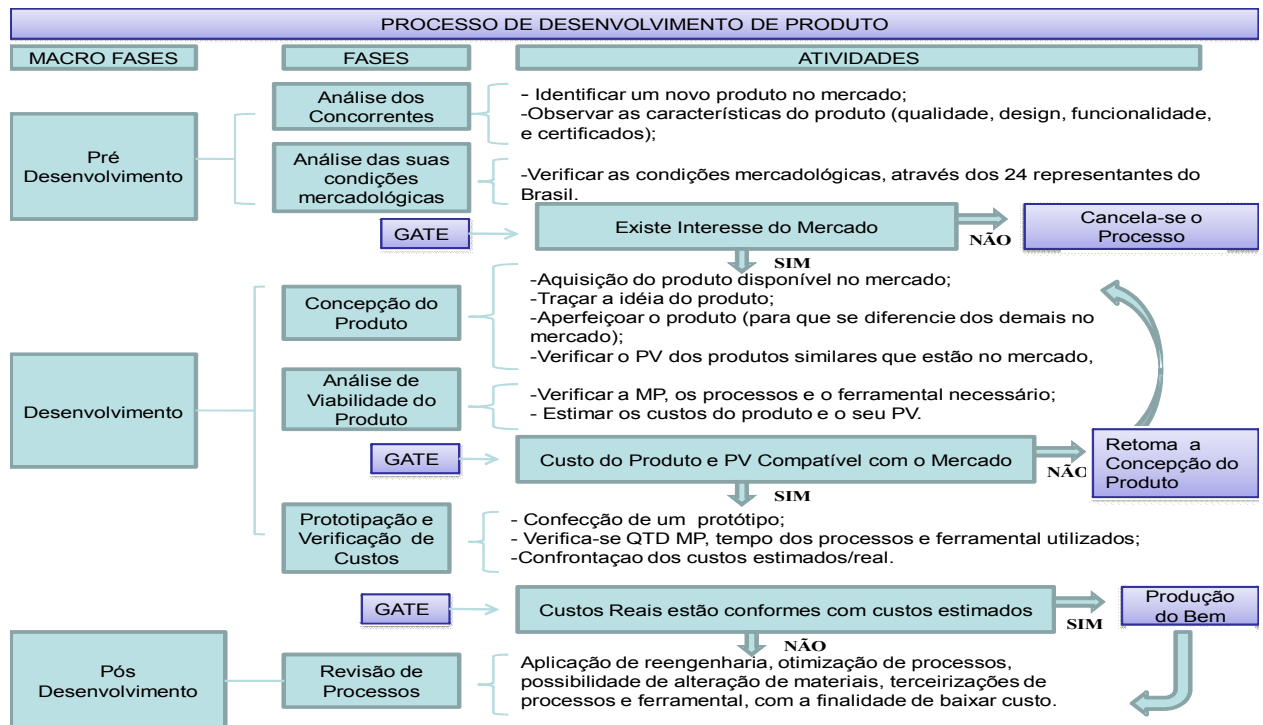 PROCESSO DE DESENVOLVIMENTO DE PRODUTO
MACRO FASES
FASES
ATIVIDADES
Pré
Desenvolvimento
Análise dos
Concorrentes
- Identificar um novo produto no mercado;
-Observar as características do produto (qualidade, design, funcionalidade,
e certificados);
Análise das suas
condições
mercadológicas
-Verificar as condições mercadológicas, através dos 24 representantes do
Brasil.
GATE
Existe Interesse do Mercado
NÃO
Cancela-se o
Processo
SIM
Desenvolvimento
Concepção do
Produto
-Aquisição do produto disponível no mercado;
-Traçar a idéia do produto;
-Aperfeiçoar o produto (para que se diferencie dos demais no
mercado);
-Verificar o PV dos produtos similares que estão no mercado,
Análise de
Viabilidade do
Produto
-Verificar a MP, os processos e o ferramental necessário;
- Estimar os custos do produto e o seu PV.
GATE
Custo do Produto e PV Compatível com o Mercado
NÃO
Retoma a
Concepção do
Produto
SIM
Prototipação e
Verificação de
Custos
- Confecção de um protótipo;
- Verifica-se QTD MP, tempo dos processos e ferramental utilizados;
-Confrontaçao dos custos estimados/real.
GATE
Custos Reais estão conformes com custos estimados
SIM
Produção
do Bem
NÃO
Pós
Desenvolvimento
Revisão de
Processos
Aplicação de reengenharia, otimização de processos,
possibilidade de alteração de materiais, terceirizações de
processos e ferramental, com a finalidade de baixar custo.